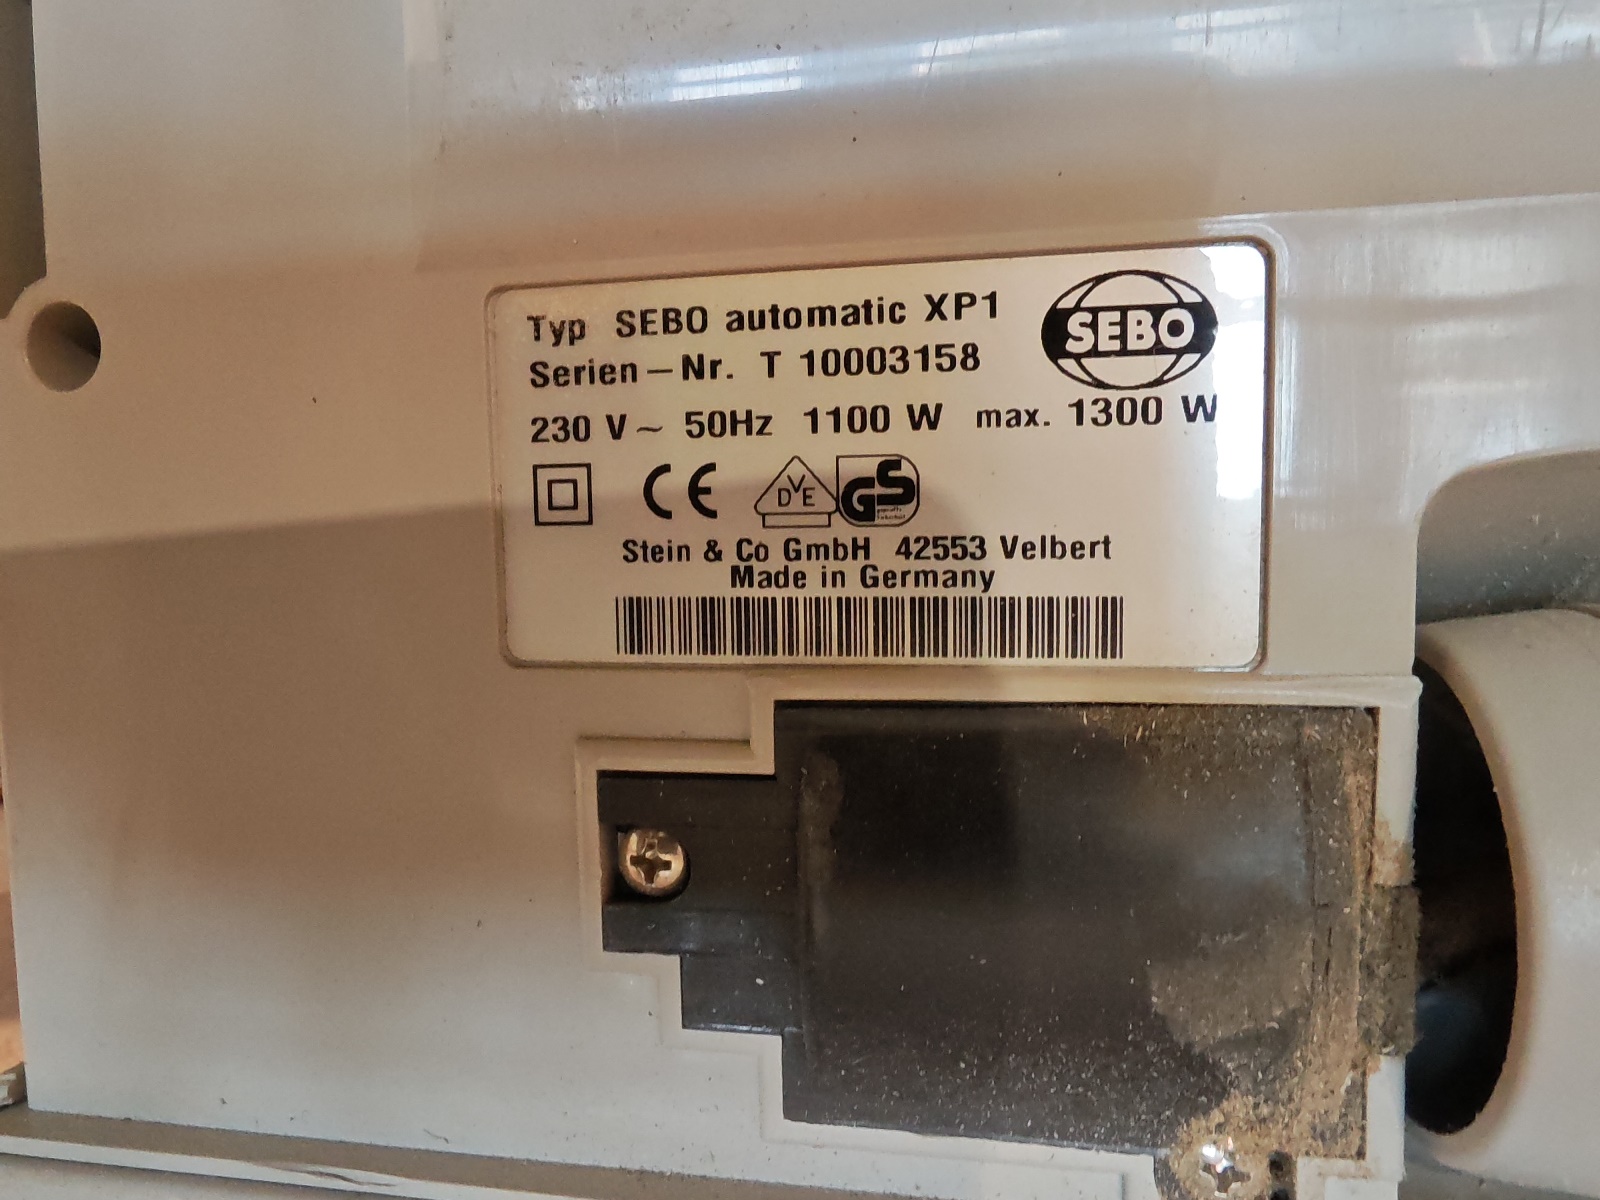 Typ SEBO automatic XP1
SEBO
Serien – Nr. T 10003158
230 V ~ 50Hz 1100 W max. 1300 W
CE DVE GS
Stein & Co GmbH 42553 Velbert
Made in Germany